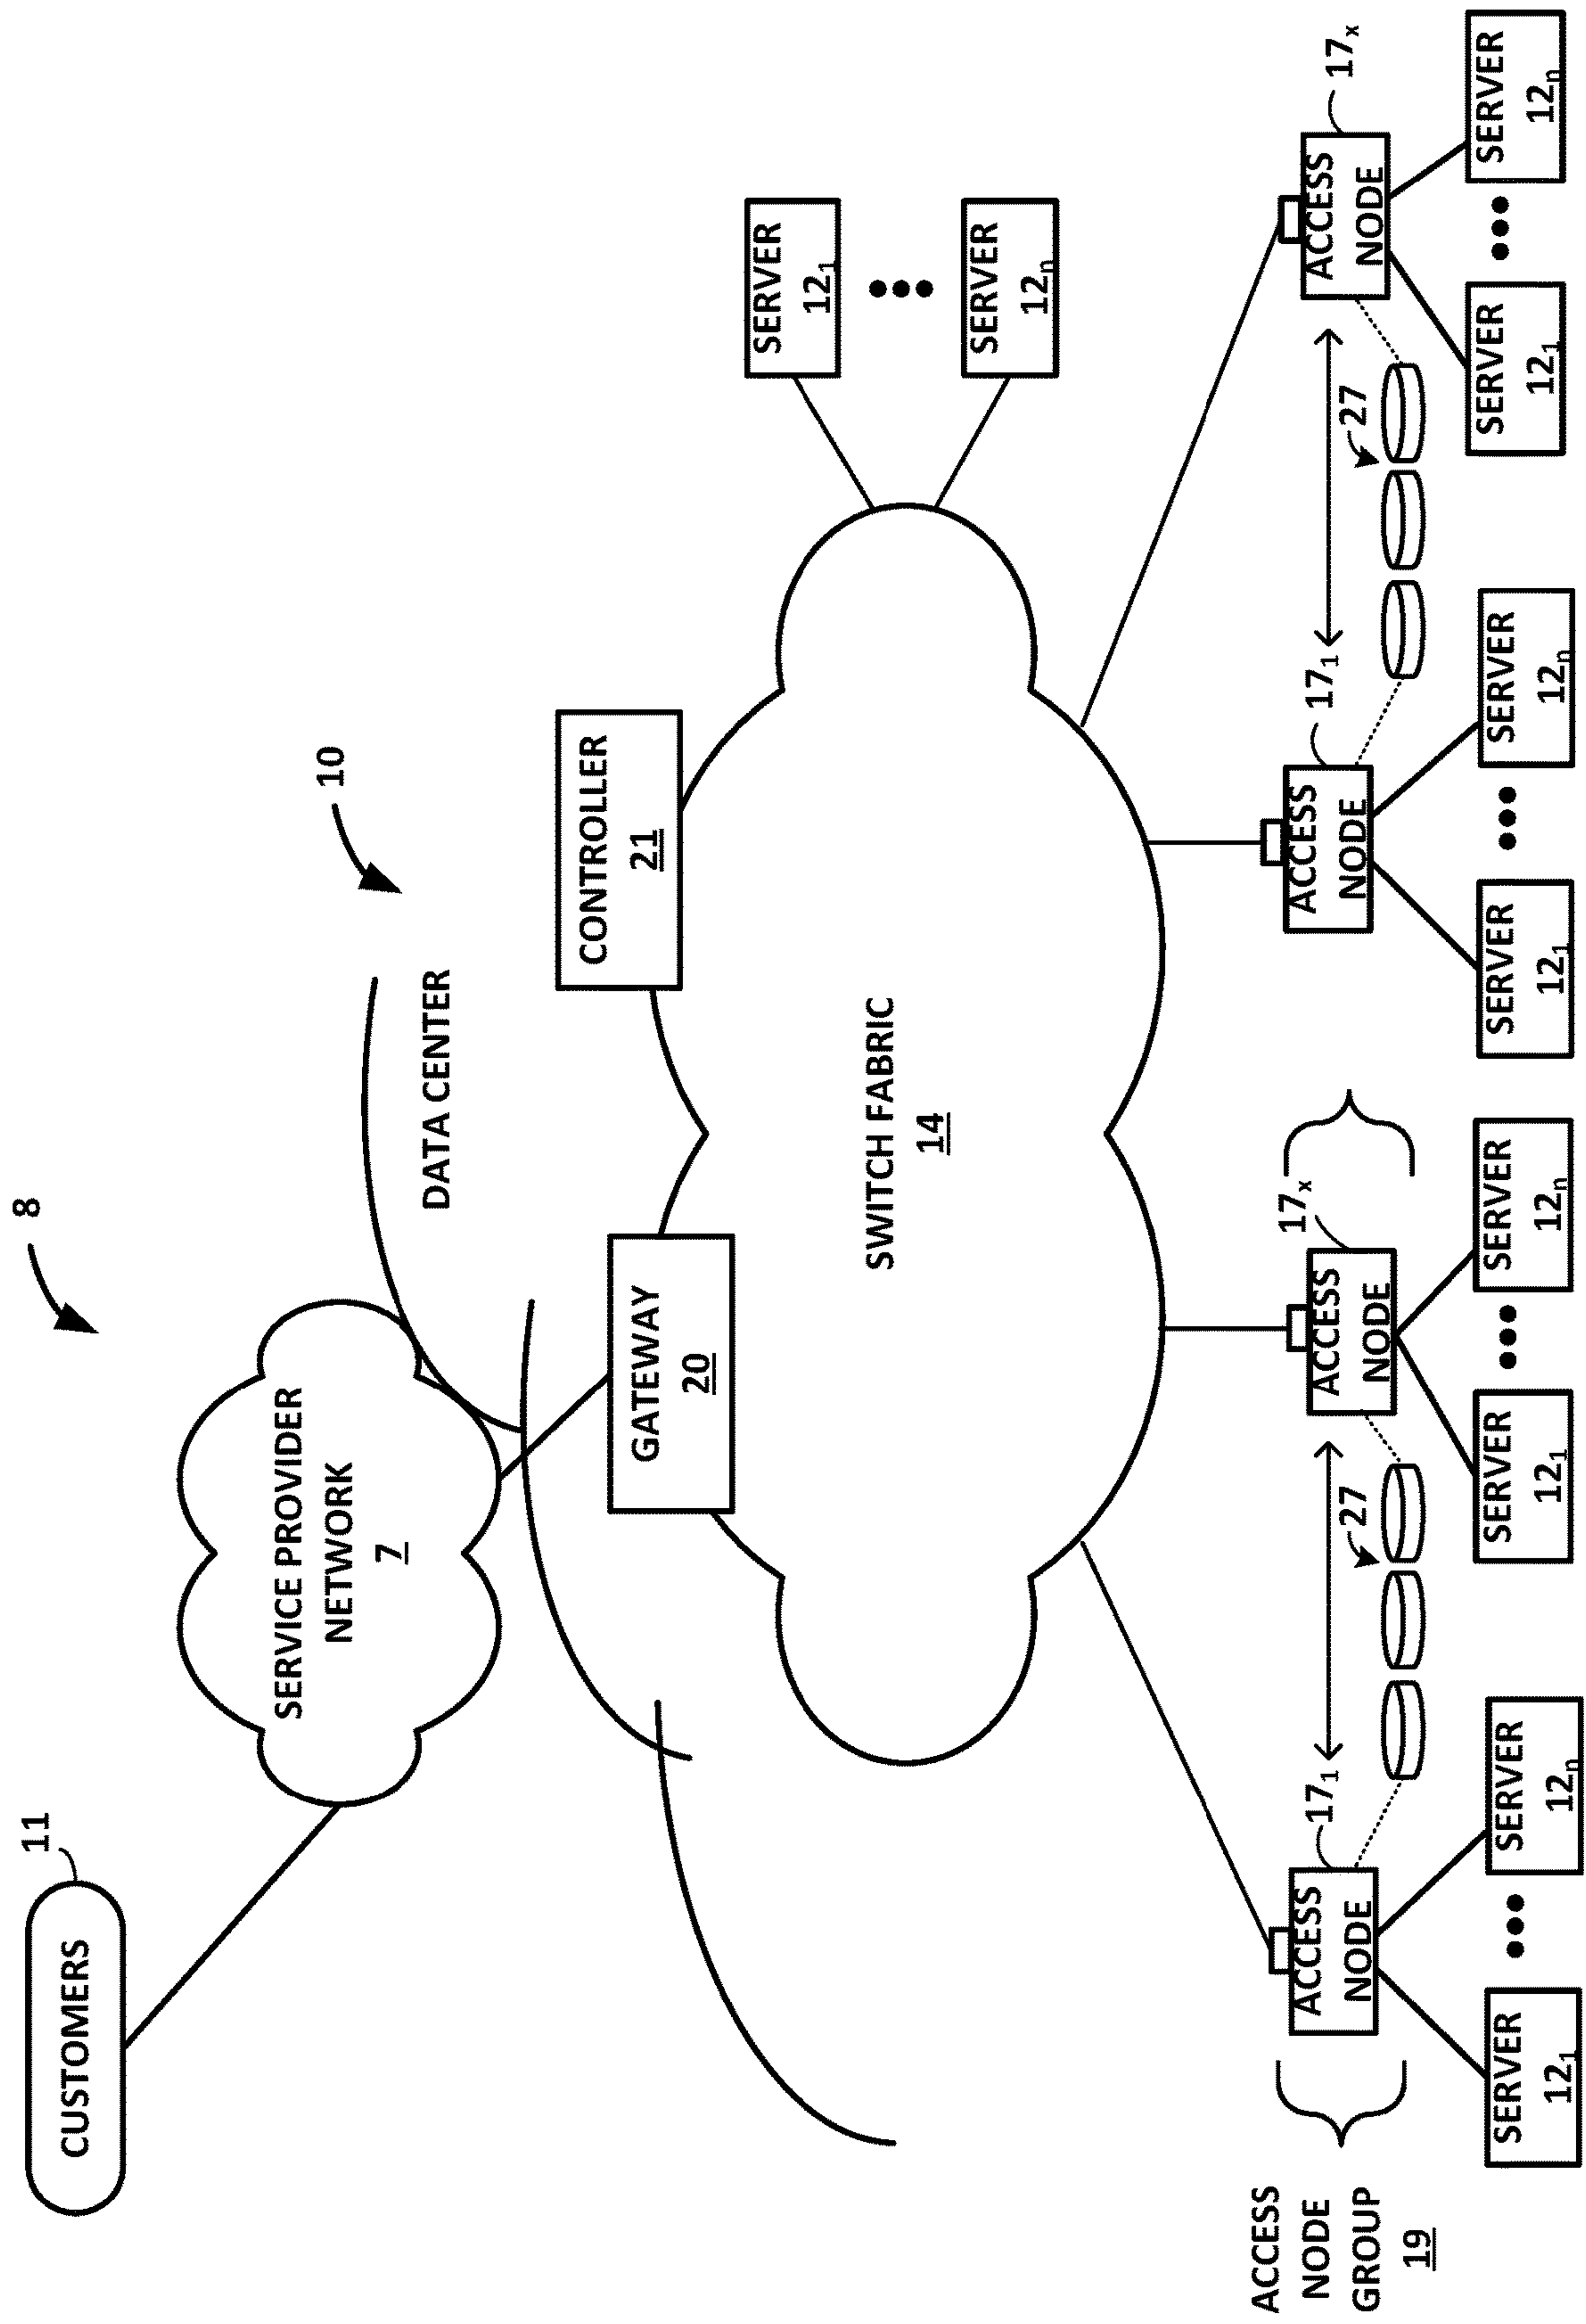 8
10
11
CUSTOMERS
SERVICE PROVIDER
NETWORK
7
DATA CENTER
GATEWAY
20
CONTROLLER
21
SWITCH FABRIC
14
SERVER
12₁
SERVER
12ₙ
ACCESS
NODE
GROUP
19
ACCESS
NODE
17₁
27
ACCESS
NODE
17ₓ
ACCESS
NODE
17₁
27
ACCESS
NODE
17ₓ
SERVER
12₁
SERVER
12ₙ
SERVER
12₁
SERVER
12ₙ
SERVER
12₁
SERVER
12ₙ
SERVER
12₁
SERVER
12ₙ